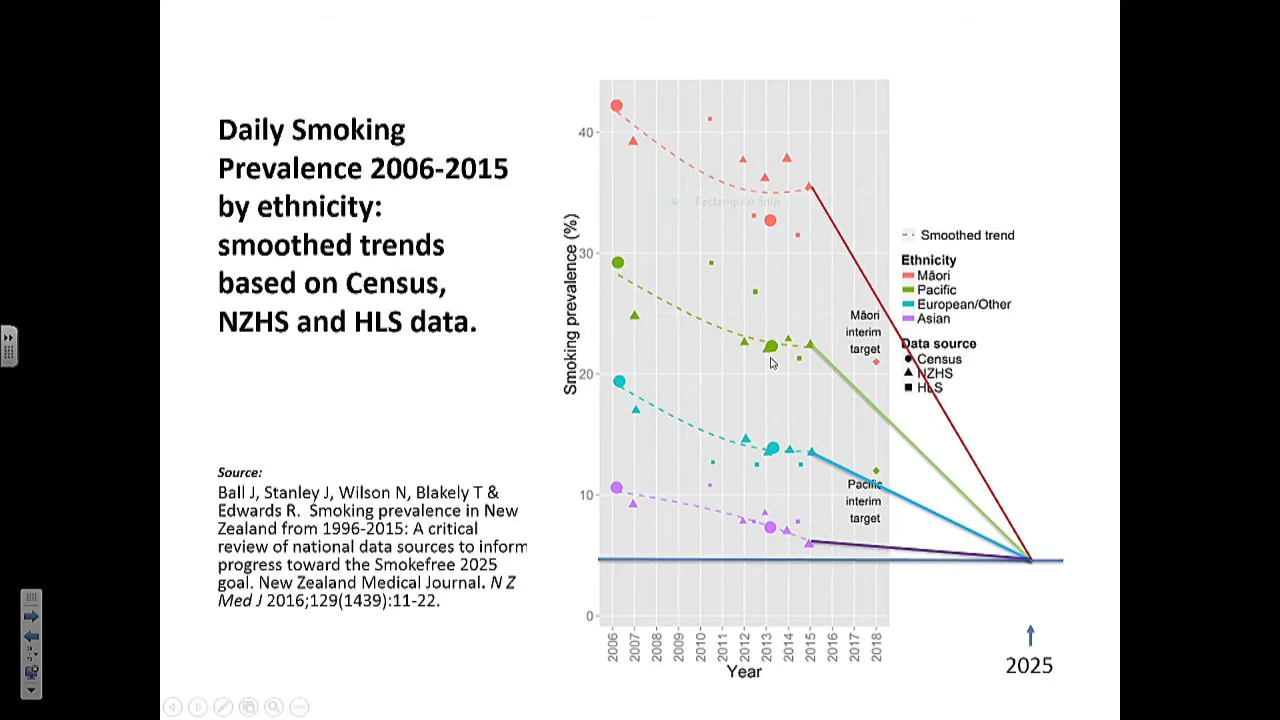 Daily Smoking
Prevalence 2006-2015
by ethnicity:
smoothed trends
based on Census,
NZHS and HLS data.
Source:
Ball J, Stanley J, Wilson N, Blakely T &
Edwards R. Smoking prevalence in New
Zealand from 1996-2015: A critical
review of national data sources to inform
progress toward the Smokefree 2025
goal. New Zealand Medical Journal. N Z
Med J 2016;129(1439):11-22.
Smoking prevalence (%)
40
30
20
10
0
Rectangular Snip
Māori
interim
target
Pacific
interim
target
2006 2007 2008 2009 2010 2011 2012 2013 2014 2015 2016 2017 2018
Year
Smoothed trend
Ethnicity
Māori
Pacific
European/Other
Asian
Data source
Census
NZHS
HLS
2025